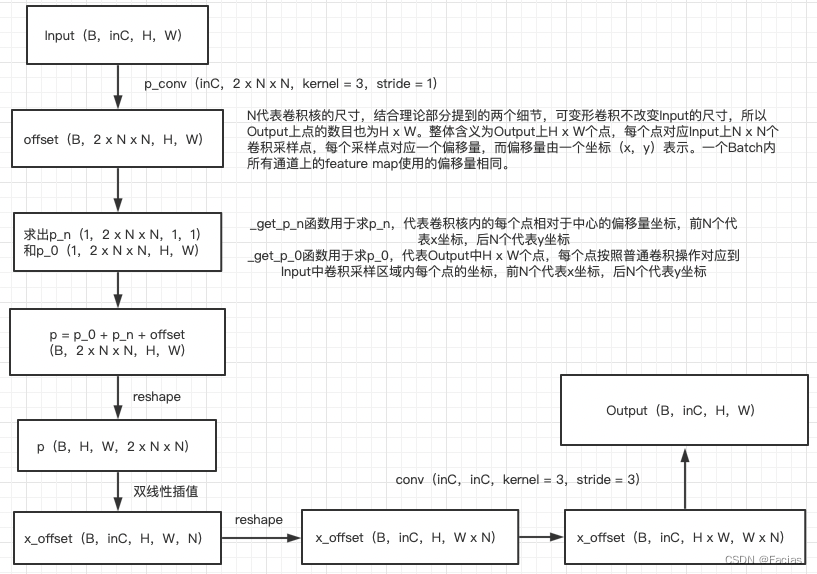 Input（B，inC，H，W）
p_conv（inC，2 x N x N，kernel = 3，stride = 1）
offset（B，2 x N x N，H，W）
N代表卷积核的尺寸，结合理论部分提到的两个细节，可变形卷积不改变Input的尺寸，所以
Output上点的数目也为H x W。整体含义为Output上H x W个点，每个点对应Input上N x N个
卷积采样点，每个采样点对应一个偏移量，而偏移量由一个坐标（x，y）表示。一个Batch内
所有通道上的feature map使用的偏移量相同。
求出p_n（1，2 x N x N，1，1）
和p_0（1，2 x N x N，H，W）
_get_p_n函数用于求p_n，代表卷积核内的每个点相对于中心的偏移量坐标，前N个代
表x坐标，后N个代表y坐标
_get_p_0函数用于求p_0，代表Output中H x W个点，每个点按照普通卷积操作对应到
Input中卷积采样区域内每个点的坐标，前N个代表x坐标，后N个代表y坐标
p = p_0 + p_n + offset
（B，2 x N x N，H，W）
reshape
p（B，H，W，2 x N x N）
双线性插值
x_offset（B，inC，H，W，N）
reshape
x_offset（B，inC，H，W x N）
x_offset（B，inC，H x W，W x N）
conv（inC，inC，kernel = 3，stride = 3）
Output（B，inC，H，W）
CSDN @Facias